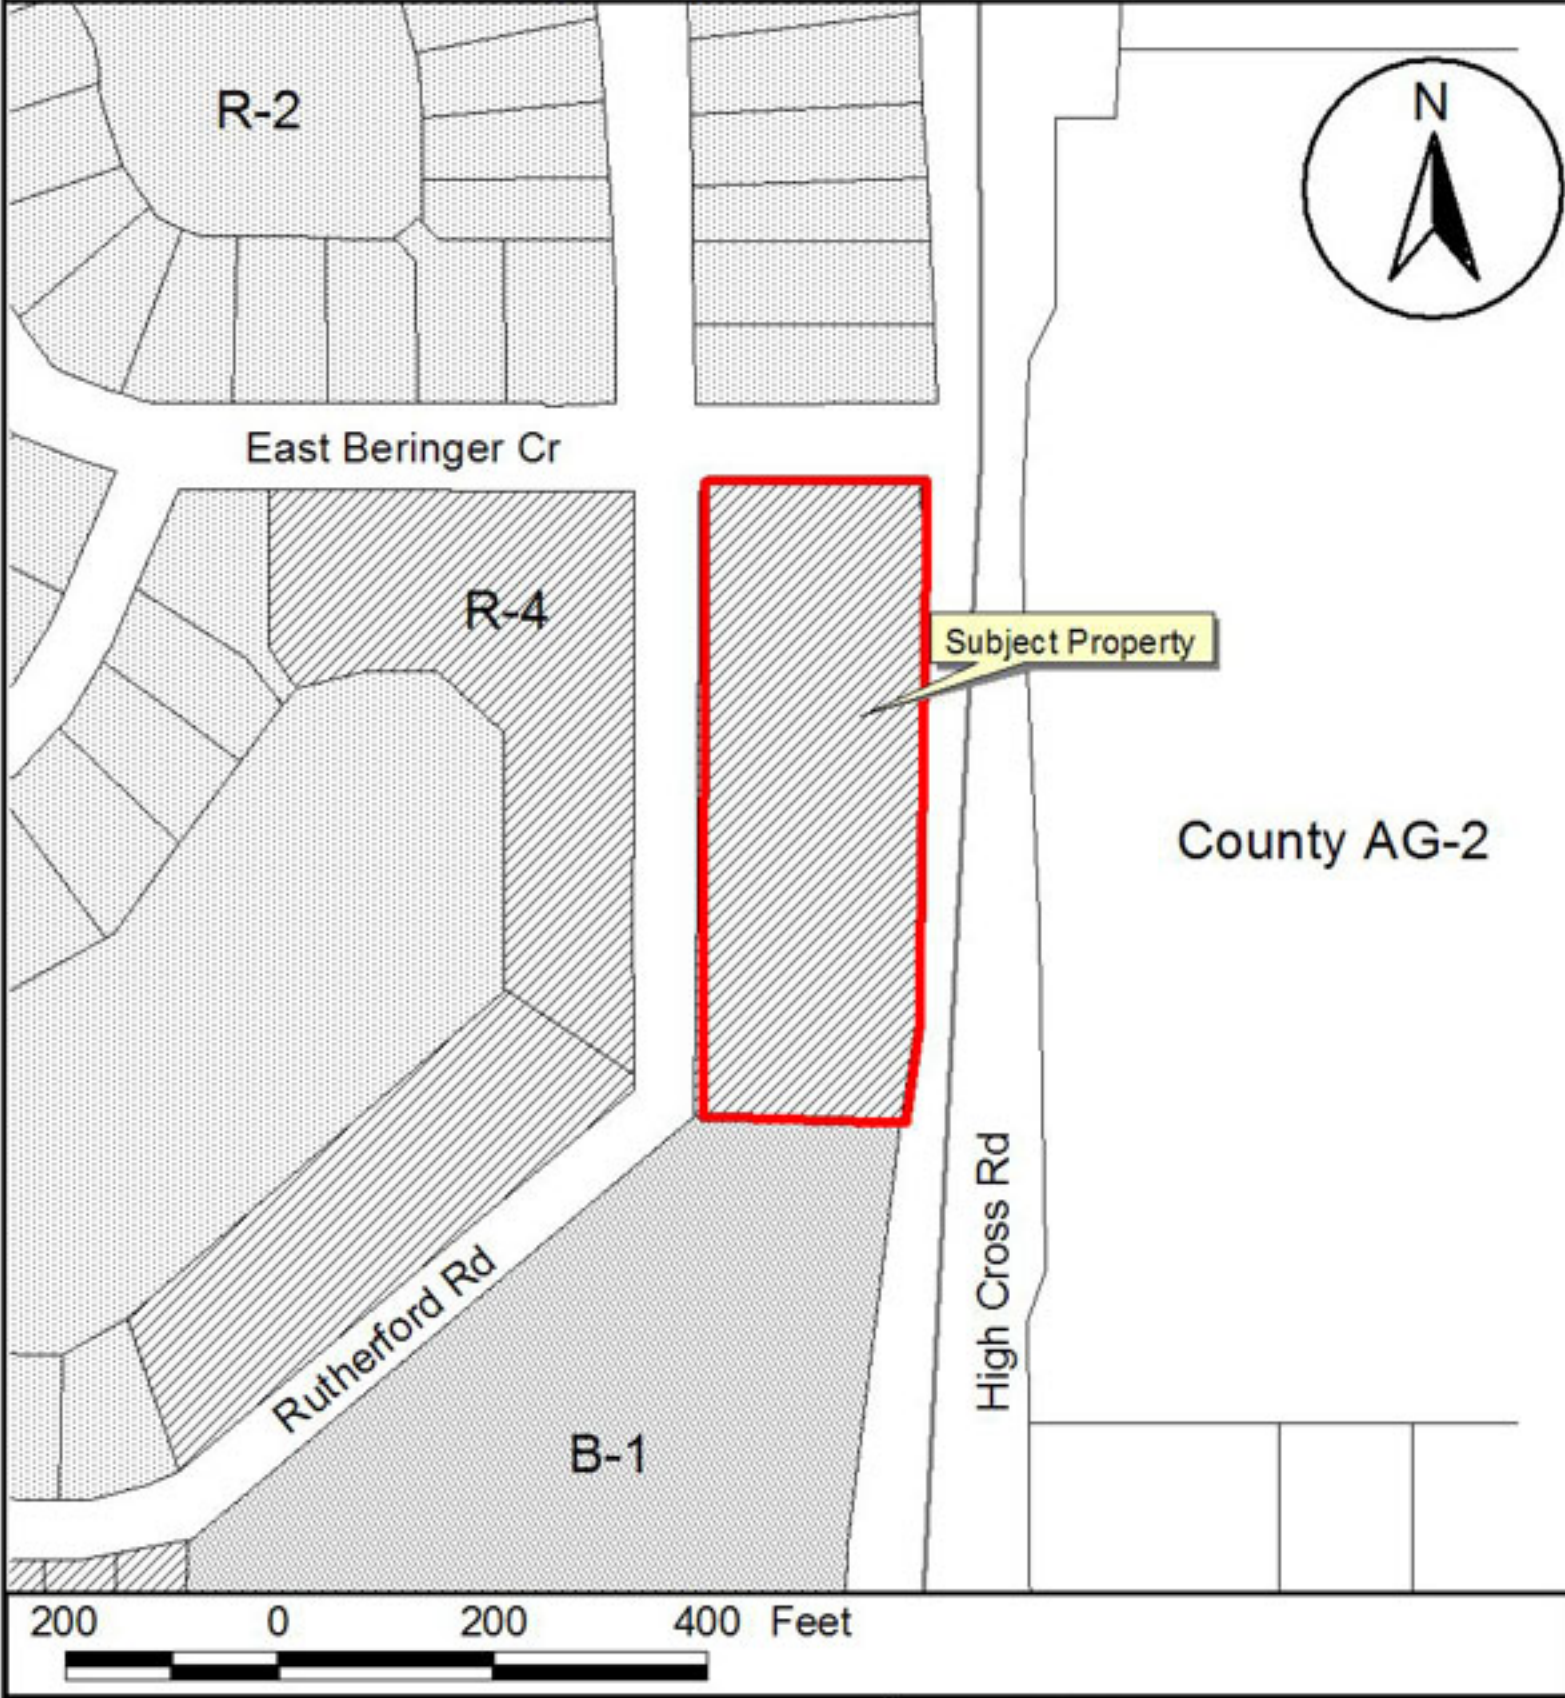 R-2
N
East Beringer Cr
R-4
Subject Property
County AG-2
High Cross Rd
Rutherford Rd
B-1
200 0 200 400 Feet